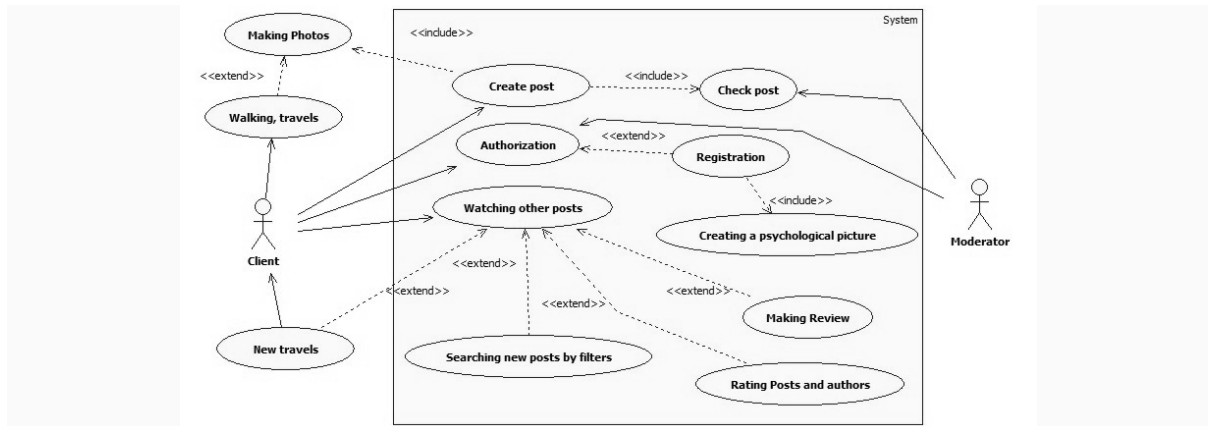 System
Making Photos
<<include>>
<<extend>>
Create post
<<include>>
Check post
Walking, travels
Authorization
<<extend>>
Registration
Watching other posts
<<include>>
Creating a psychological picture
Client
Moderator
<<extend>>
<<extend>>
<<extend>>
<<extend>>
Making Review
New travels
Searching new posts by filters
Rating Posts and authors